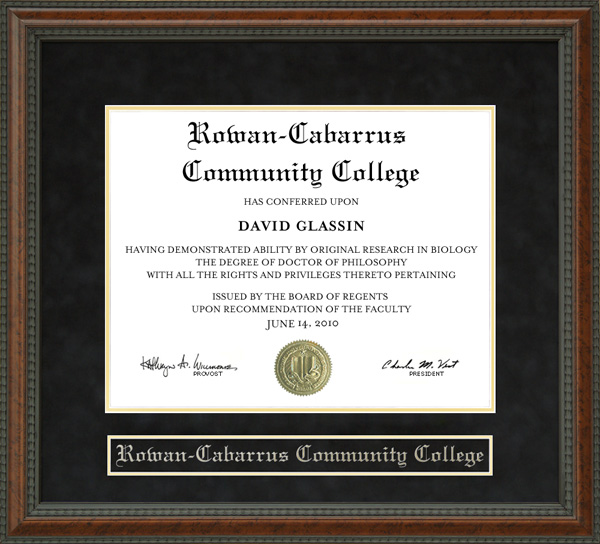 Rowan-Cabarrus
Community College
HAS CONFERRED UPON
DAVID GLASSIN
HAVING DEMONSTRATED ABILITY BY ORIGINAL RESEARCH IN BIOLOGY
THE DEGREE OF DOCTOR OF PHILOSOPHY
WITH ALL THE RIGHTS AND PRIVILEGES THERETO PERTAINING
ISSUED BY THE BOARD OF REGENTS
UPON RECOMMENDATION OF THE FACULTY
JUNE 14, 2010
Charles M. Vest
PROVOST
PRESIDENT
Rowan-Cabarrus Community College